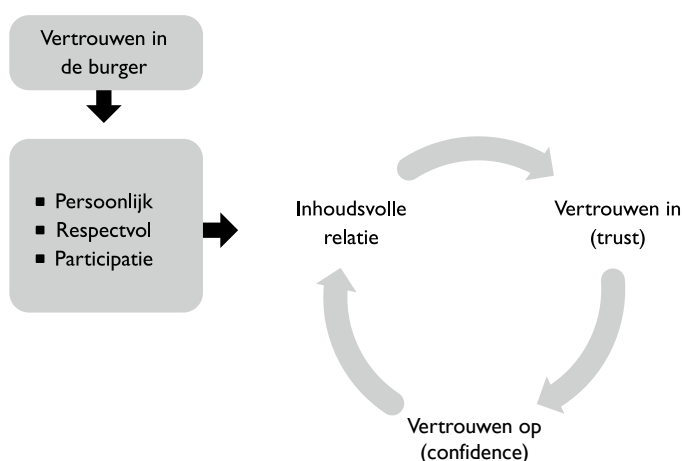 Vertrouwen in
de burger
▪ Persoonlijk
▪ Respectvol
▪ Participatie
Inhoudsvolle
relatie
Vertrouwen in
(trust)
Vertrouwen op
(confidence)